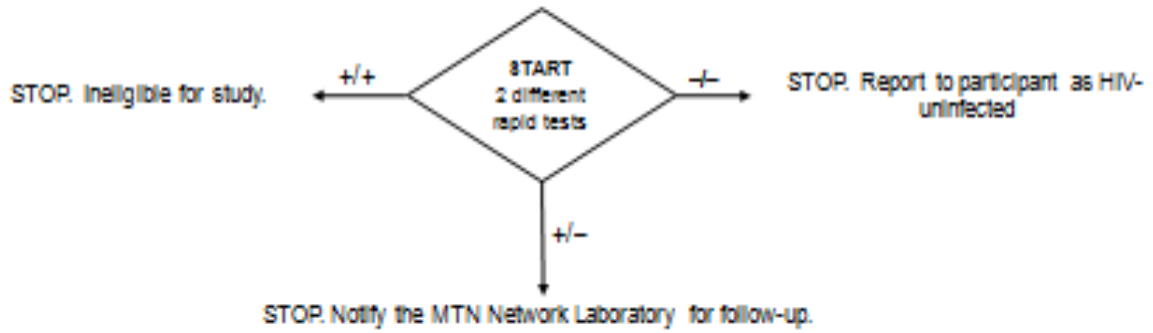 START
2 different
rapid tests
+/+
STOP. Ineligible for study.
–/–
STOP. Report to participant as HIV-
uninfected
+/–
STOP. Notify the MTN Network Laboratory for follow-up.